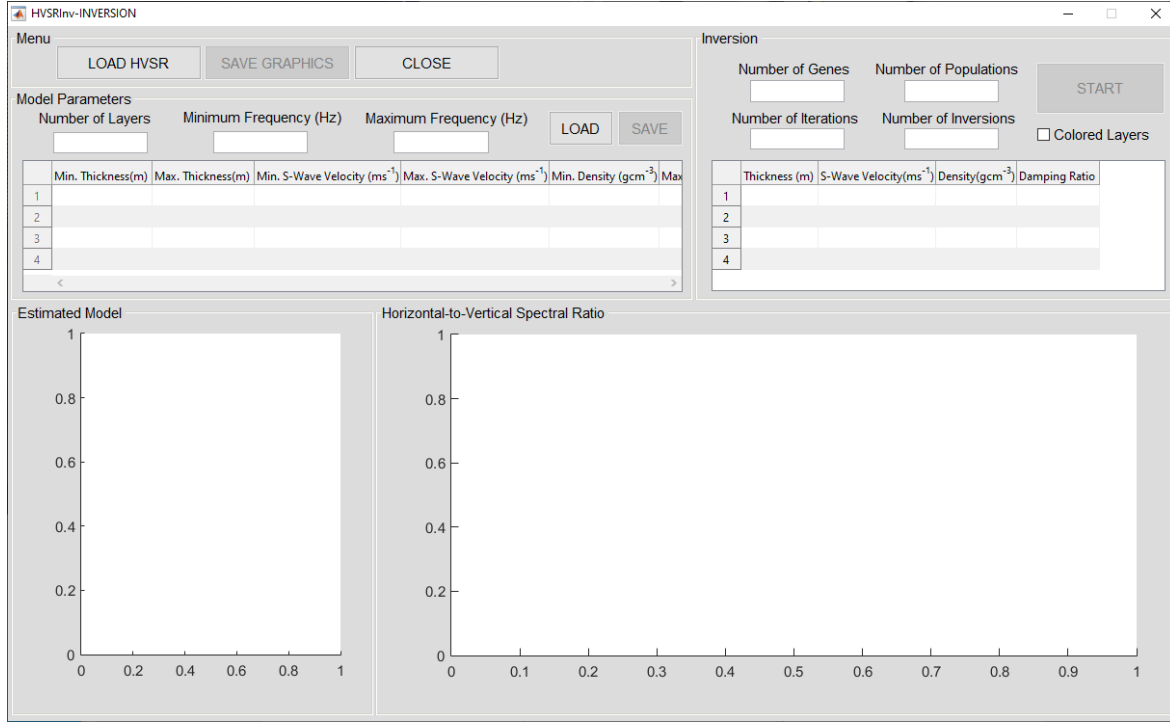 HVSRInv-INVERSION
Menu
LOAD HVSR SAVE GRAPHICS CLOSE
Model Parameters
Number of Layers Minimum Frequency (Hz) Maximum Frequency (Hz)
LOAD SAVE
Min. Thickness(m) Max. Thickness(m) Min. S-Wave Velocity (ms⁻¹) Max. S-Wave Velocity (ms⁻¹) Min. Density (gcm⁻³) Max
1
2
3
4
Inversion
Number of Genes Number of Populations
START
Number of Iterations Number of Inversions
Colored Layers
Thickness (m) S-Wave Velocity(ms⁻¹) Density(gcm⁻³) Damping Ratio
1
2
3
4
Estimated Model
1
0.8
0.6
0.4
0.2
0
0 0.2 0.4 0.6 0.8 1
Horizontal-to-Vertical Spectral Ratio
1
0.8
0.6
0.4
0.2
0
0 0.1 0.2 0.3 0.4 0.5 0.6 0.7 0.8 0.9 1